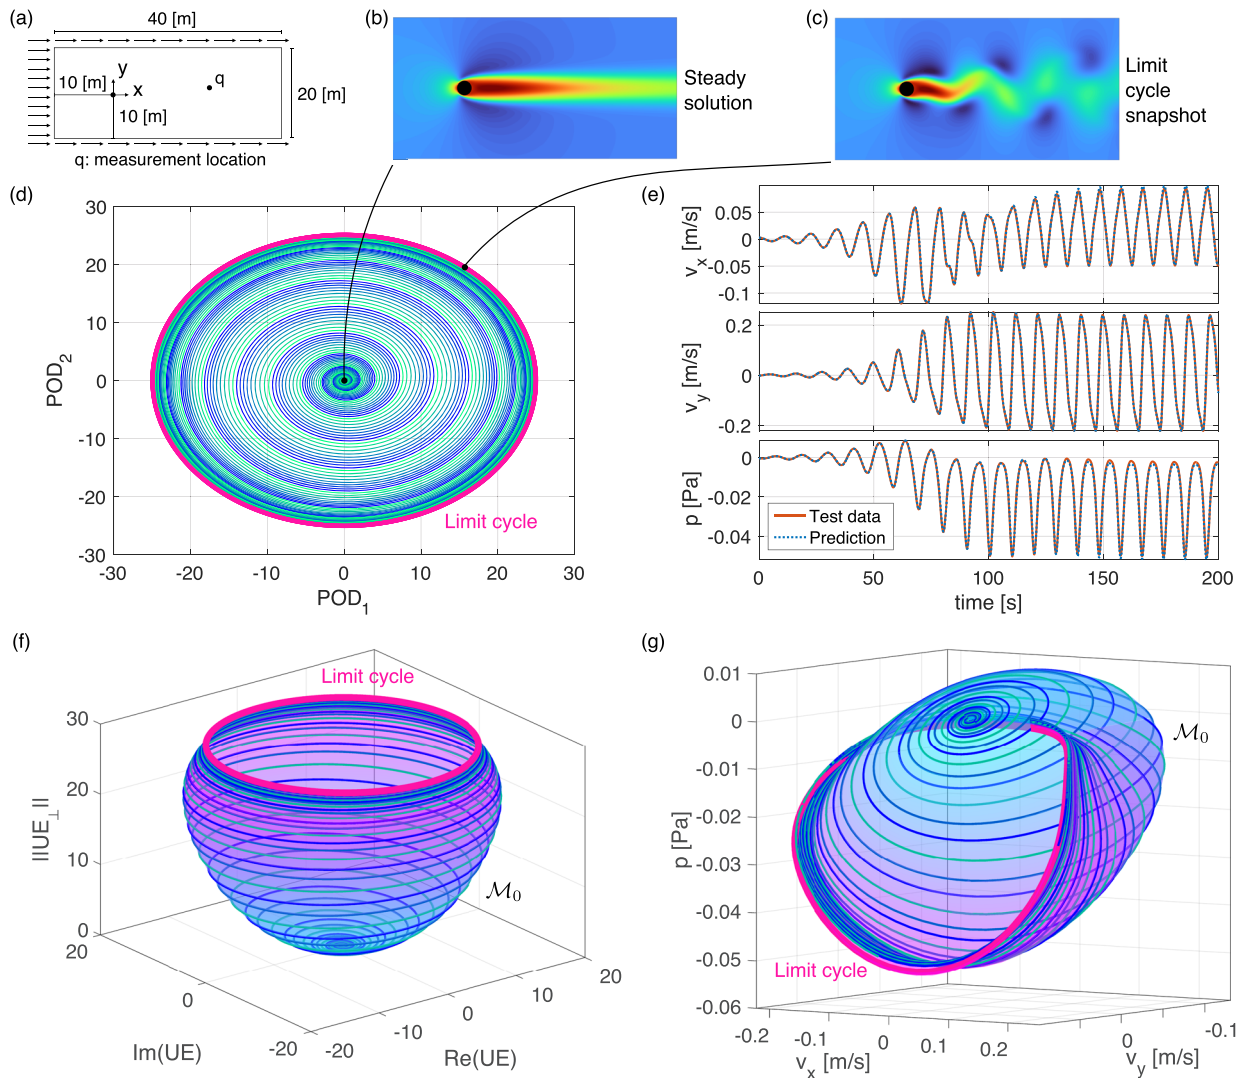 (a)
40 [m]
10 [m]
y
x
q
10 [m]
20 [m]
q: measurement location
(b)
Steady
solution
(c)
Limit
cycle
snapshot
(d)
30
20
10
0
-10
-20
-30
POD2
Limit cycle
-30
-20
-10
0
10
20
30
POD1
(e)
0.05
0
-0.05
-0.1
vx [m/s]
0.2
0
-0.2
vy [m/s]
0
-0.02
-0.04
p [Pa]
Test data
Prediction
0
50
100
150
200
time [s]
(f)
Limit cycle
30
20
10
0
||UE⊥||
M0
20
0
-20
Im(UE)
-20
-10
0
10
20
Re(UE)
(g)
0.01
0
-0.01
-0.02
-0.03
-0.04
-0.05
-0.06
p [Pa]
M0
Limit cycle
-0.2
-0.1
0
0.1
0.2
vx [m/s]
0
-0.1
vy [m/s]